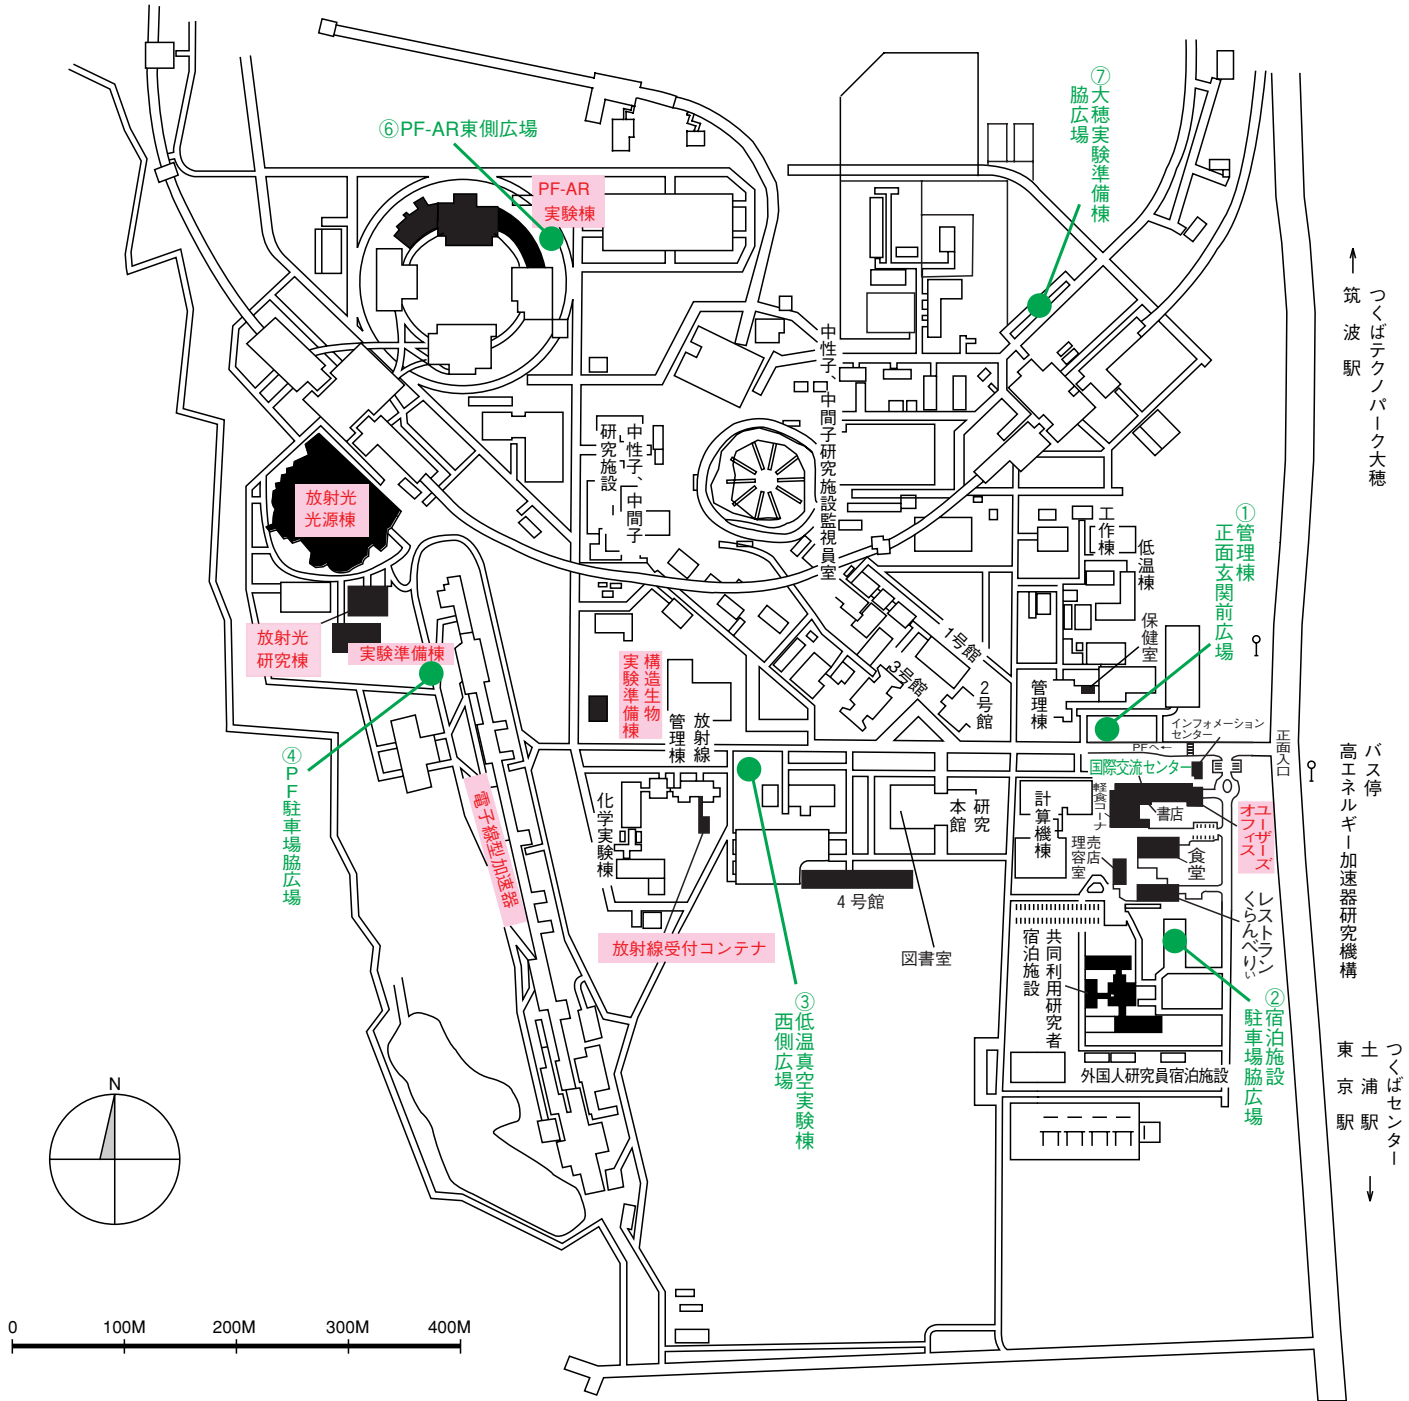 ⑥PF-AR東側広場
PF-AR
実験棟
⑦大穂実験準備棟
脇広場
つくばテクノパーク大穂
筑波駅
中性子、中間子研究施設監視員室
中性子、中間子
研究施設
放射光
光源棟
①管理棟
正面玄関前広場
工作棟
低温棟
保健室
放射光
研究棟
実験準備棟
構造生物
実験準備棟
放射線
管理棟
1号館
3号館
2号館
管理棟
インフォメーション
センター
正面入口
PFへ←
国際交流センター
軽食コーナ
書店
ユーザーズ
オフィス
バス停
高エネルギー加速器研究機構
④PF駐車場脇広場
電子線型加速器
化学実験棟
研究
本館
計算機棟
売店
理容室
食堂
4号館
レストラン
くらんべりぃ
放射線受付コンテナ
図書室
共同利用研究者
宿泊施設
③低温真空実験棟
西側広場
②宿泊施設
駐車場脇広場
外国人研究員宿泊施設
つくばセンター
土浦駅
東京駅
N
0 100M 200M 300M 400M